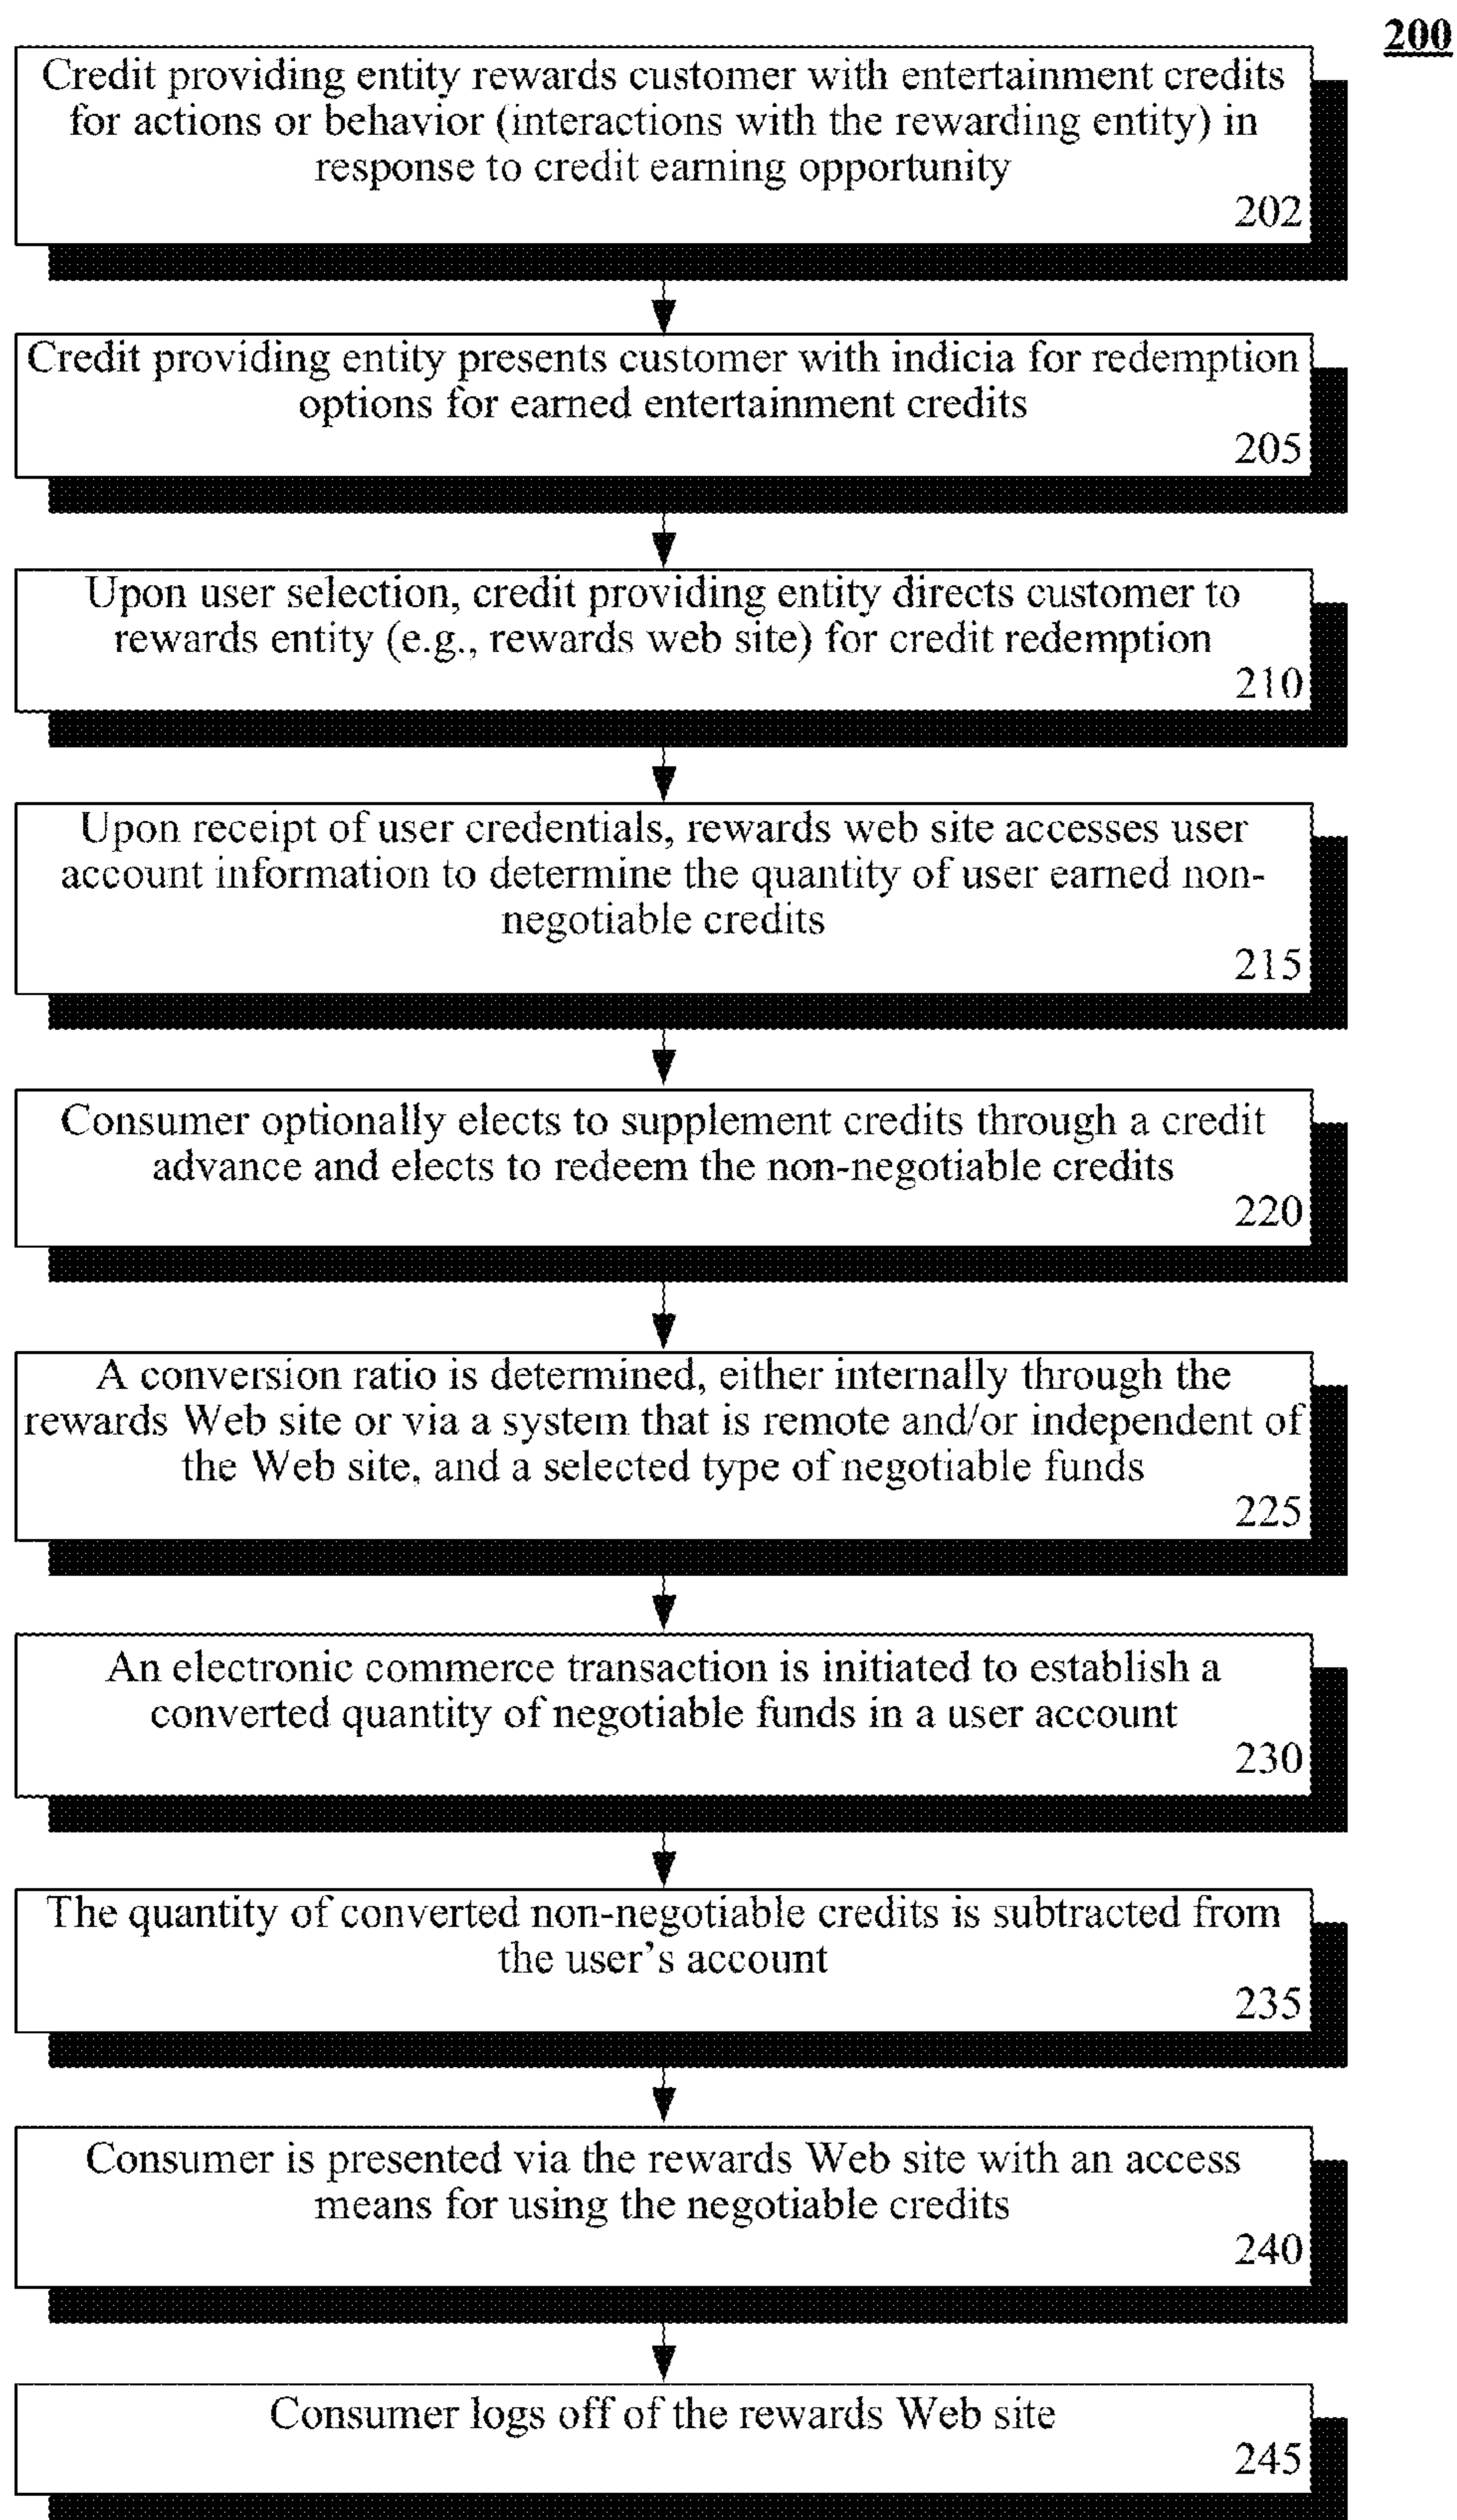 200
Credit providing entity rewards customer with entertainment credits
for actions or behavior (interactions with the rewarding entity) in
response to credit earning opportunity
202
Credit providing entity presents customer with indicia for redemption
options for earned entertainment credits
205
Upon user selection, credit providing entity directs customer to
rewards entity (e.g., rewards web site) for credit redemption
210
Upon receipt of user credentials, rewards web site accesses user
account information to determine the quantity of user earned non-
negotiable credits
215
Consumer optionally elects to supplement credits through a credit
advance and elects to redeem the non-negotiable credits
220
A conversion ratio is determined, either internally through the
rewards Web site or via a system that is remote and/or independent of
the Web site, and a selected type of negotiable funds
225
An electronic commerce transaction is initiated to establish a
converted quantity of negotiable funds in a user account
230
The quantity of converted non-negotiable credits is subtracted from
the user's account
235
Consumer is presented via the rewards Web site with an access
means for using the negotiable credits
240
Consumer logs off of the rewards Web site
245